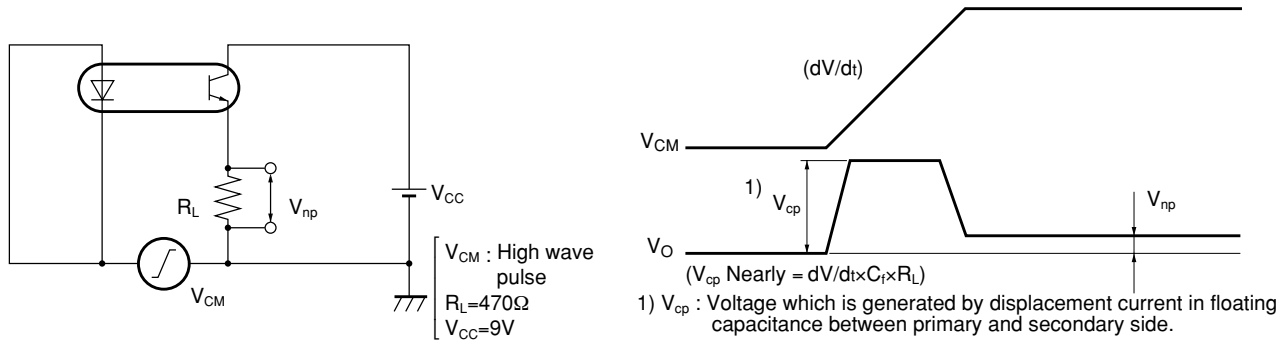 R_L
V_np
V_CC
V_CM
V_CM : High wave
pulse
R_L=470Ω
V_CC=9V
(dV/dt)
V_CM
1)
V_cp
V_np
V_O
(V_cp Nearly = dV/dt×C_f×R_L)
1) V_cp : Voltage which is generated by displacement current in floating
capacitance between primary and secondary side.